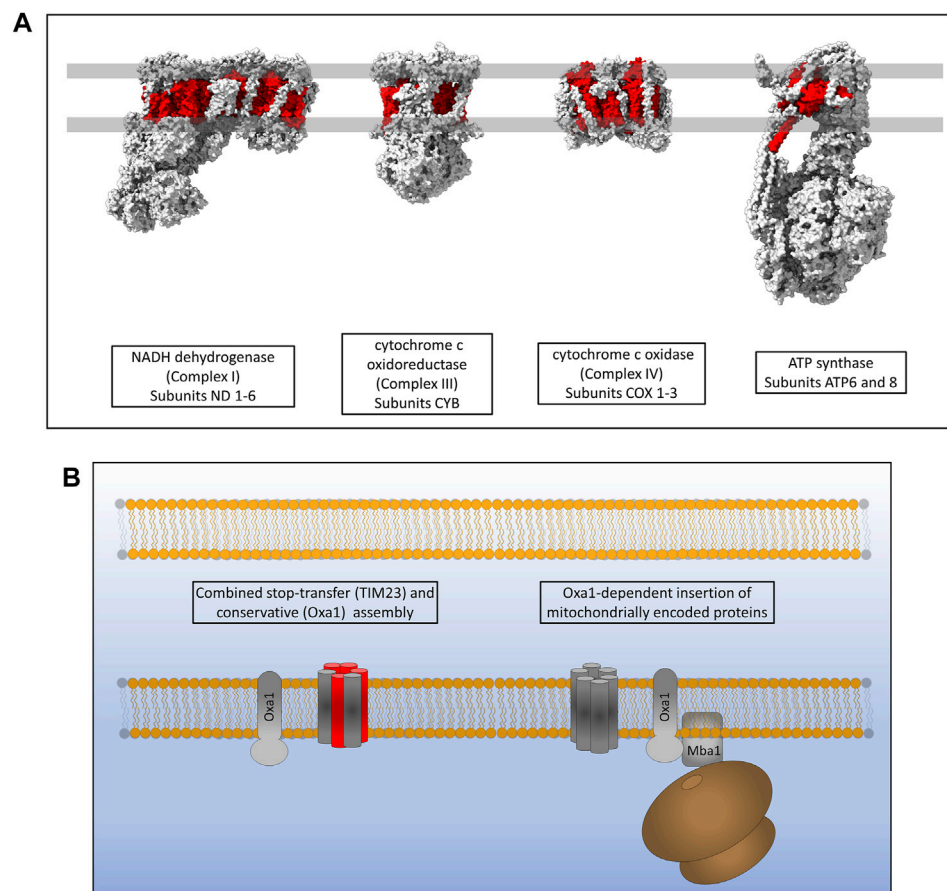 A
NADH dehydrogenase
(Complex I)
Subunits ND 1-6
cytochrome c
oxidoreductase
(Complex III)
Subunits CYB
cytochrome c oxidase
(Complex IV)
Subunits COX 1-3
ATP synthase
Subunits ATP6 and 8
B
Combined stop-transfer (TIM23) and
conservative (Oxa1) assembly
Oxa1-dependent insertion of
mitochondrially encoded proteins
Oxa1
Oxa1
Mba1